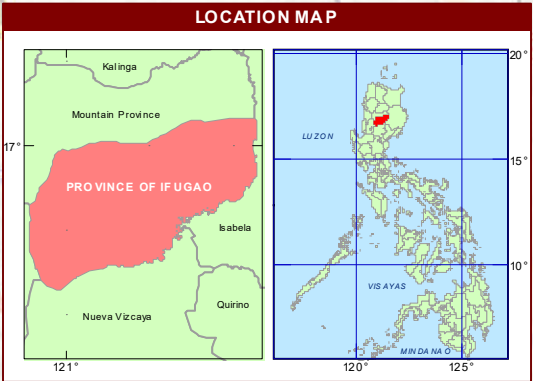 LOCATION MAP
Kalinga
Mountain Province
17°
PROVINCE OF IFUGAO
Isabela
Quirino
Nueva Vizcaya
121°
20°
LUZON
15°
10°
VISAYAS
MINDANAO
120°
125°